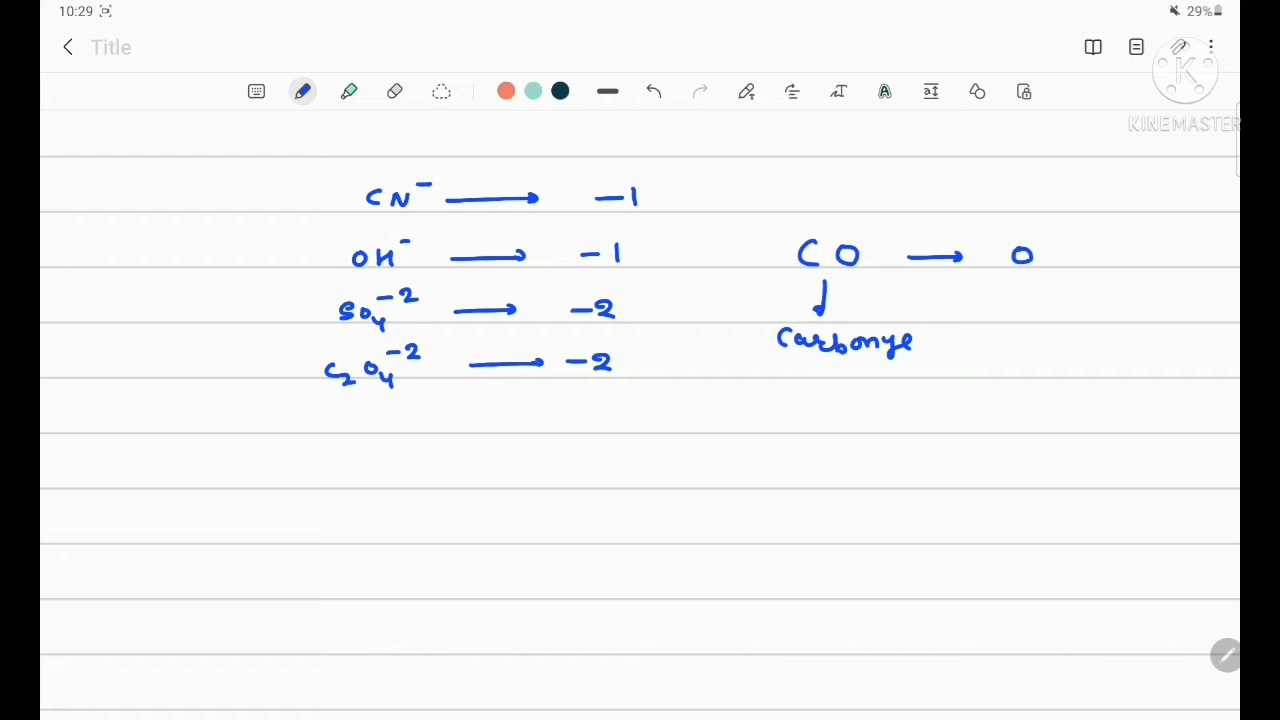 10:29 29%
Title
K
KINEMASTER
CN⁻ → -1
OH⁻ → -1
SO₄⁻² → -2
C₂O₄⁻² → -2
CO → 0
↓
Carbonyl